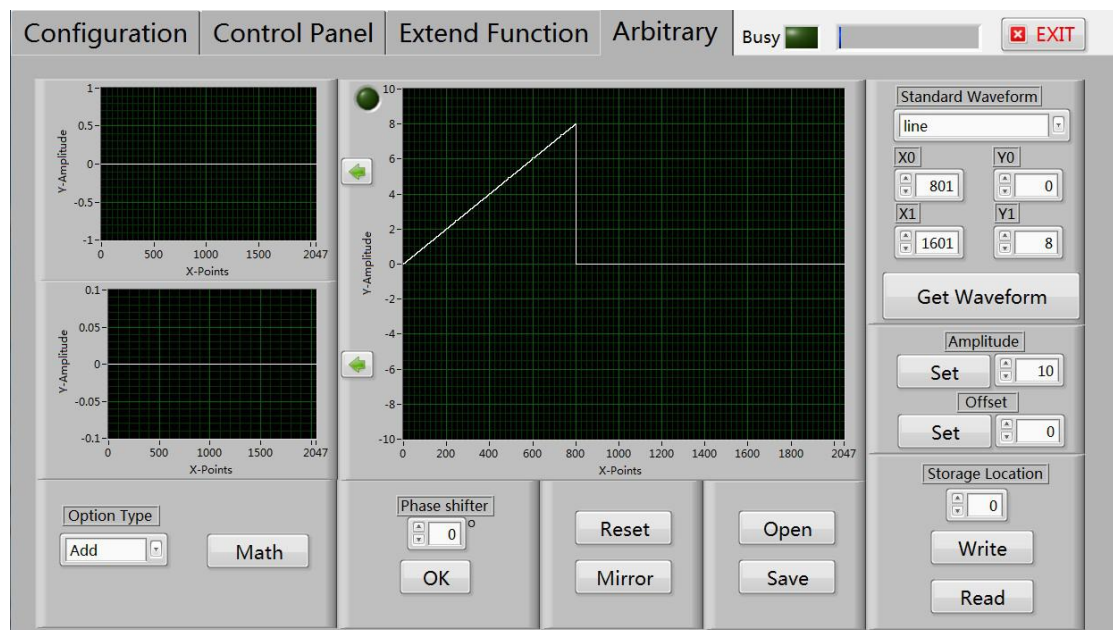 Configuration
Control Panel
Extend Function
Arbitrary
Busy
EXIT
1
0.5
0
-0.5
-1
Y-Amplitude
0 500 1000 1500 2047
X-Points
0.1
0.05
0
-0.05
-0.1
Y-Amplitude
0 500 1000 1500 2047
X-Points
10
8
6
4
2
0
-2
-4
-6
-8
-10
Y-Amplitude
0 200 400 600 800 1000 1200 1400 1600 1800 2047
X-Points
Standard Waveform
line
X0 Y0
801 0
X1 Y1
1601 8
Get Waveform
Amplitude
Set 10
Offset
Set 0
Storage Location
0
Write
Read
Option Type
Add
Math
Phase shifter
0 o
OK
Reset
Mirror
Open
Save